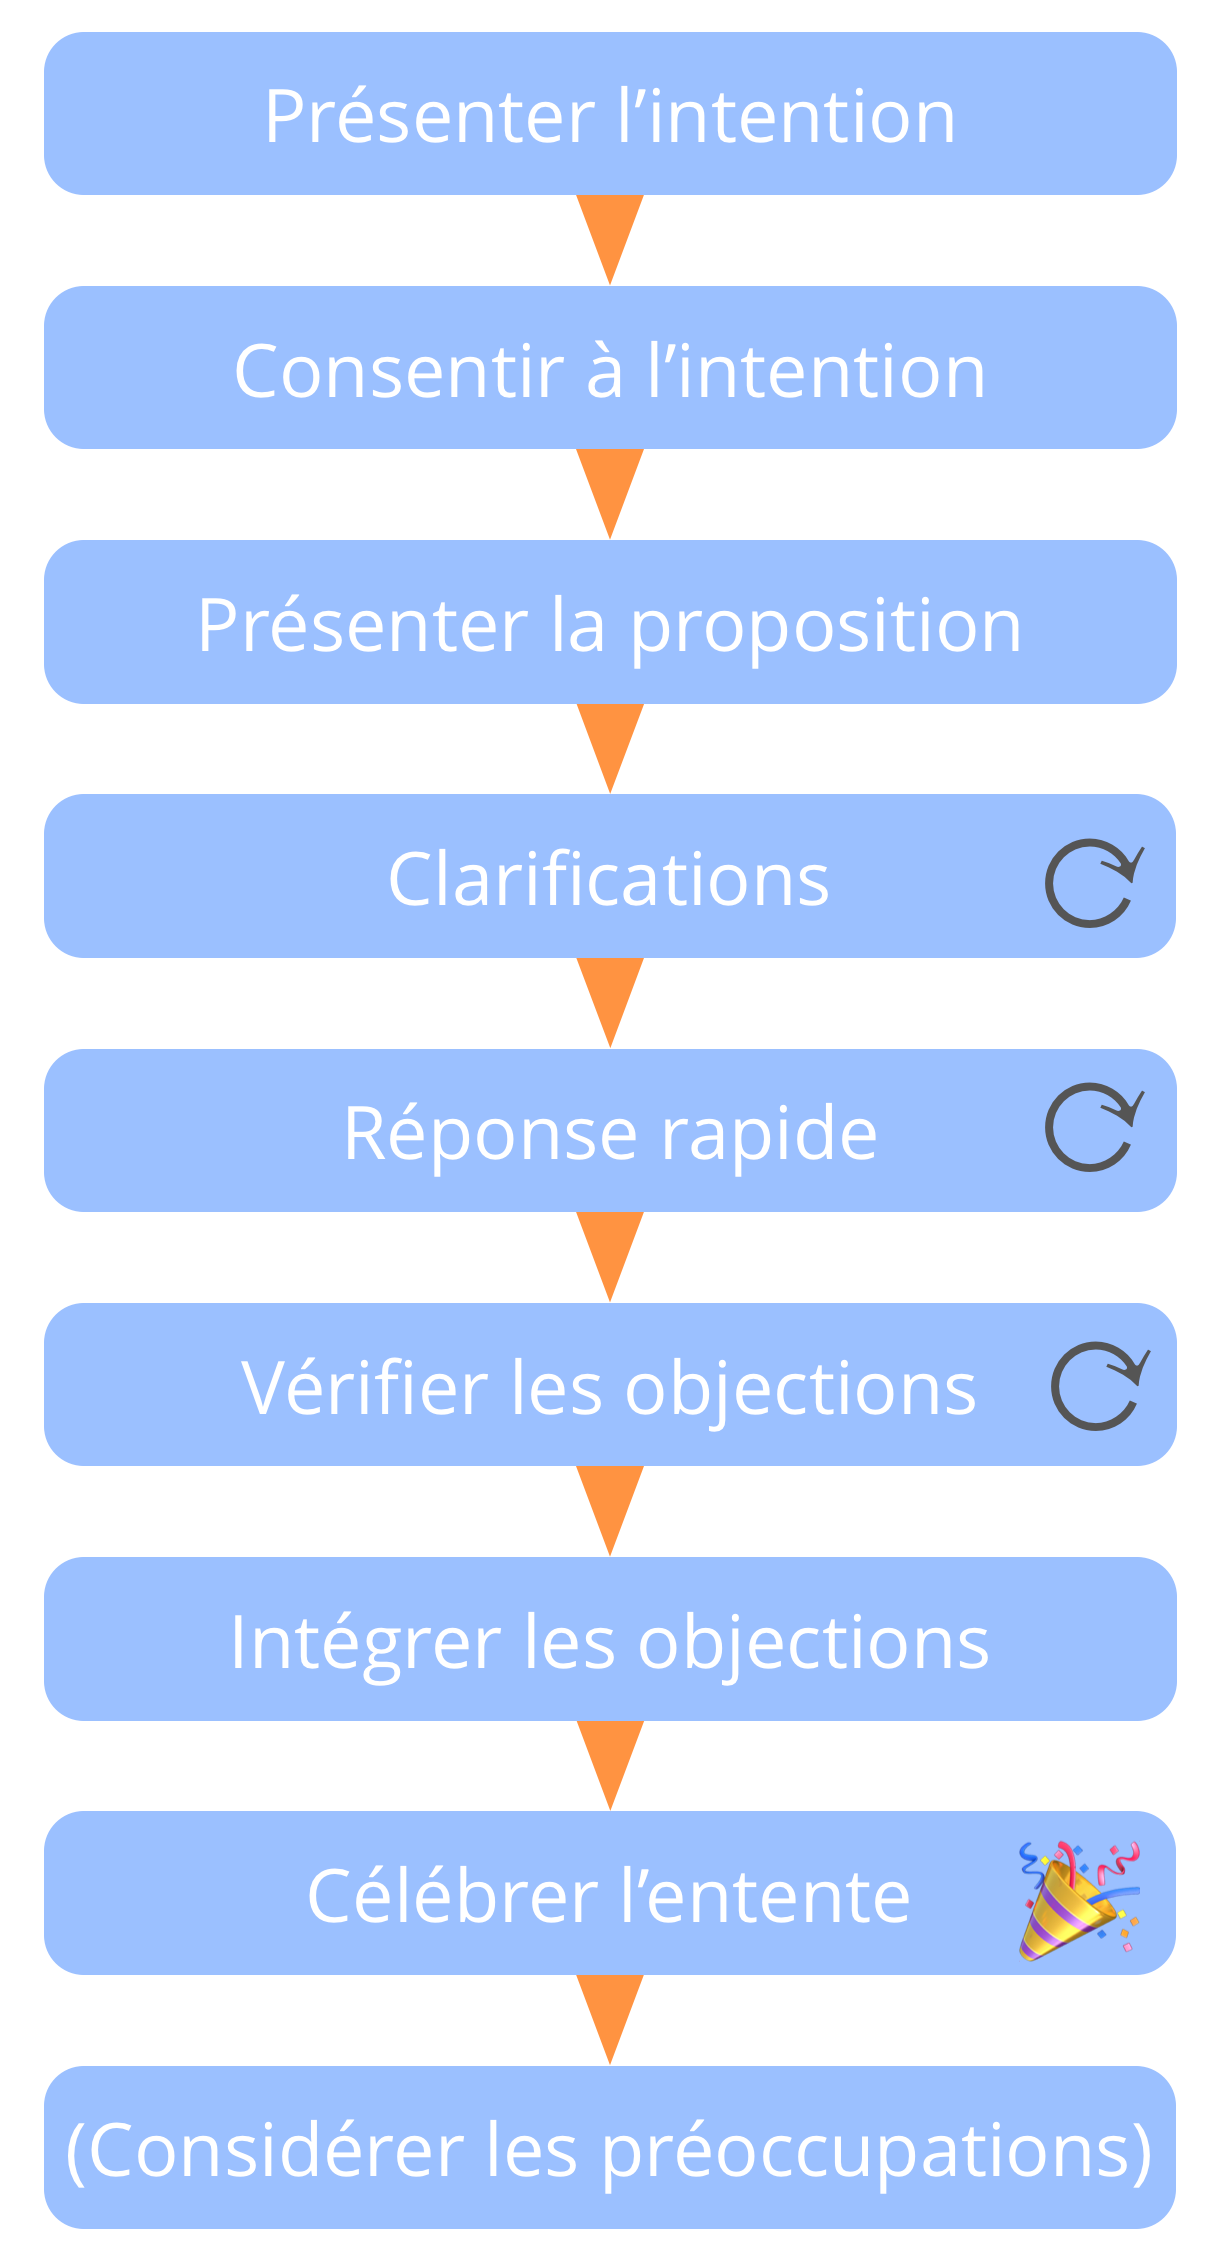 Présenter l’intention
Consentir à l’intention
Présenter la proposition
Clarifications
Réponse rapide
Vérifier les objections
Intégrer les objections
Célébrer l’entente
(Considérer les préoccupations)